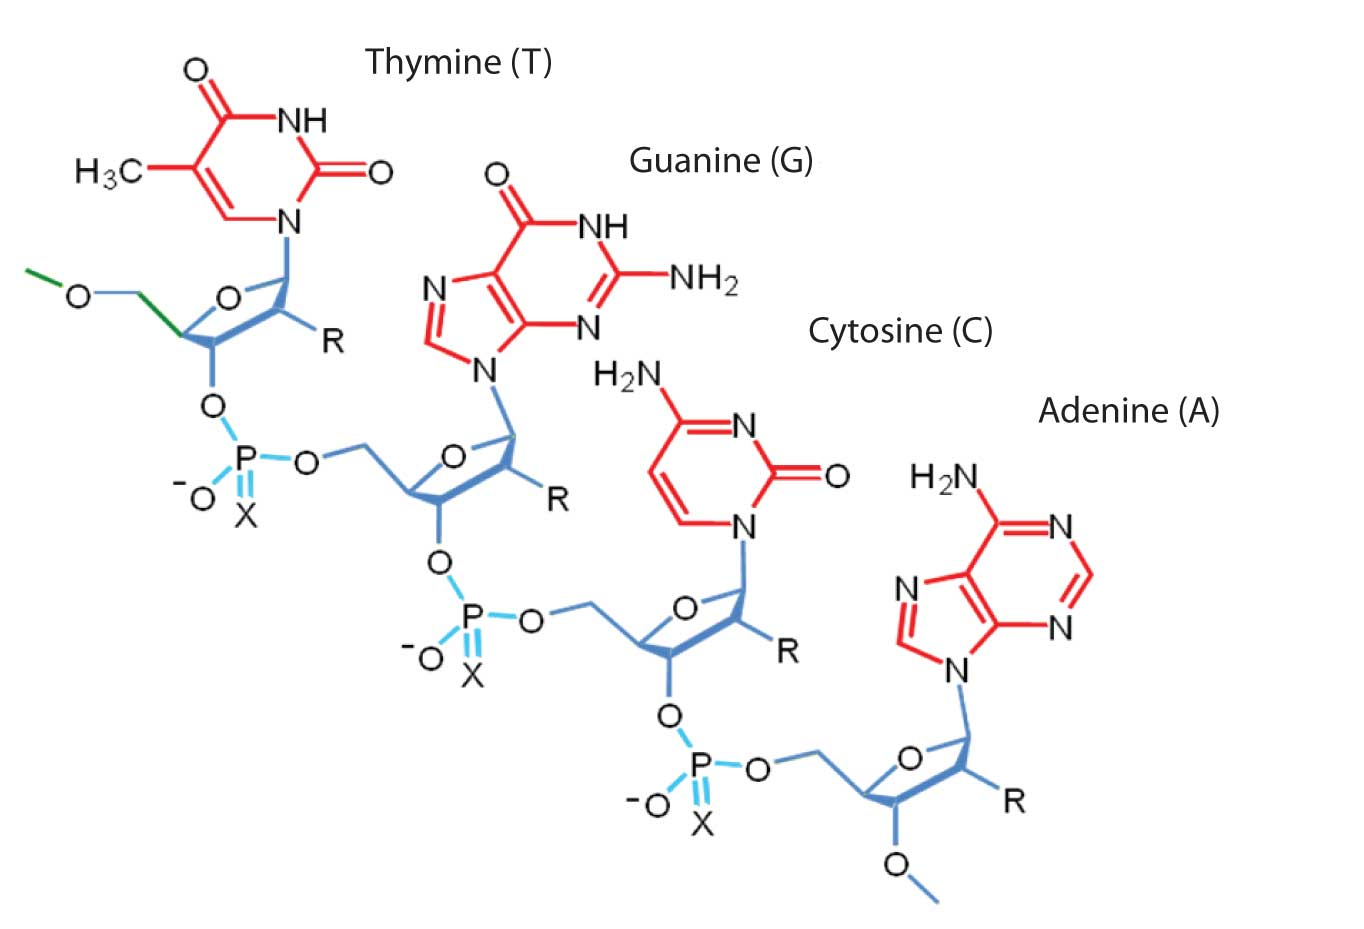 Thymine (T)
O
NH
H₃C
O
N
Guanine (G)
O
NH
N
NH₂
N
N
O
O
R
O
P
O
⁻O
X
Cytosine (C)
H₂N
N
O
N
O
R
O
P
O
⁻O
X
Adenine (A)
H₂N
N
N
N
N
O
R
O
P
O
⁻O
X
O
R
O